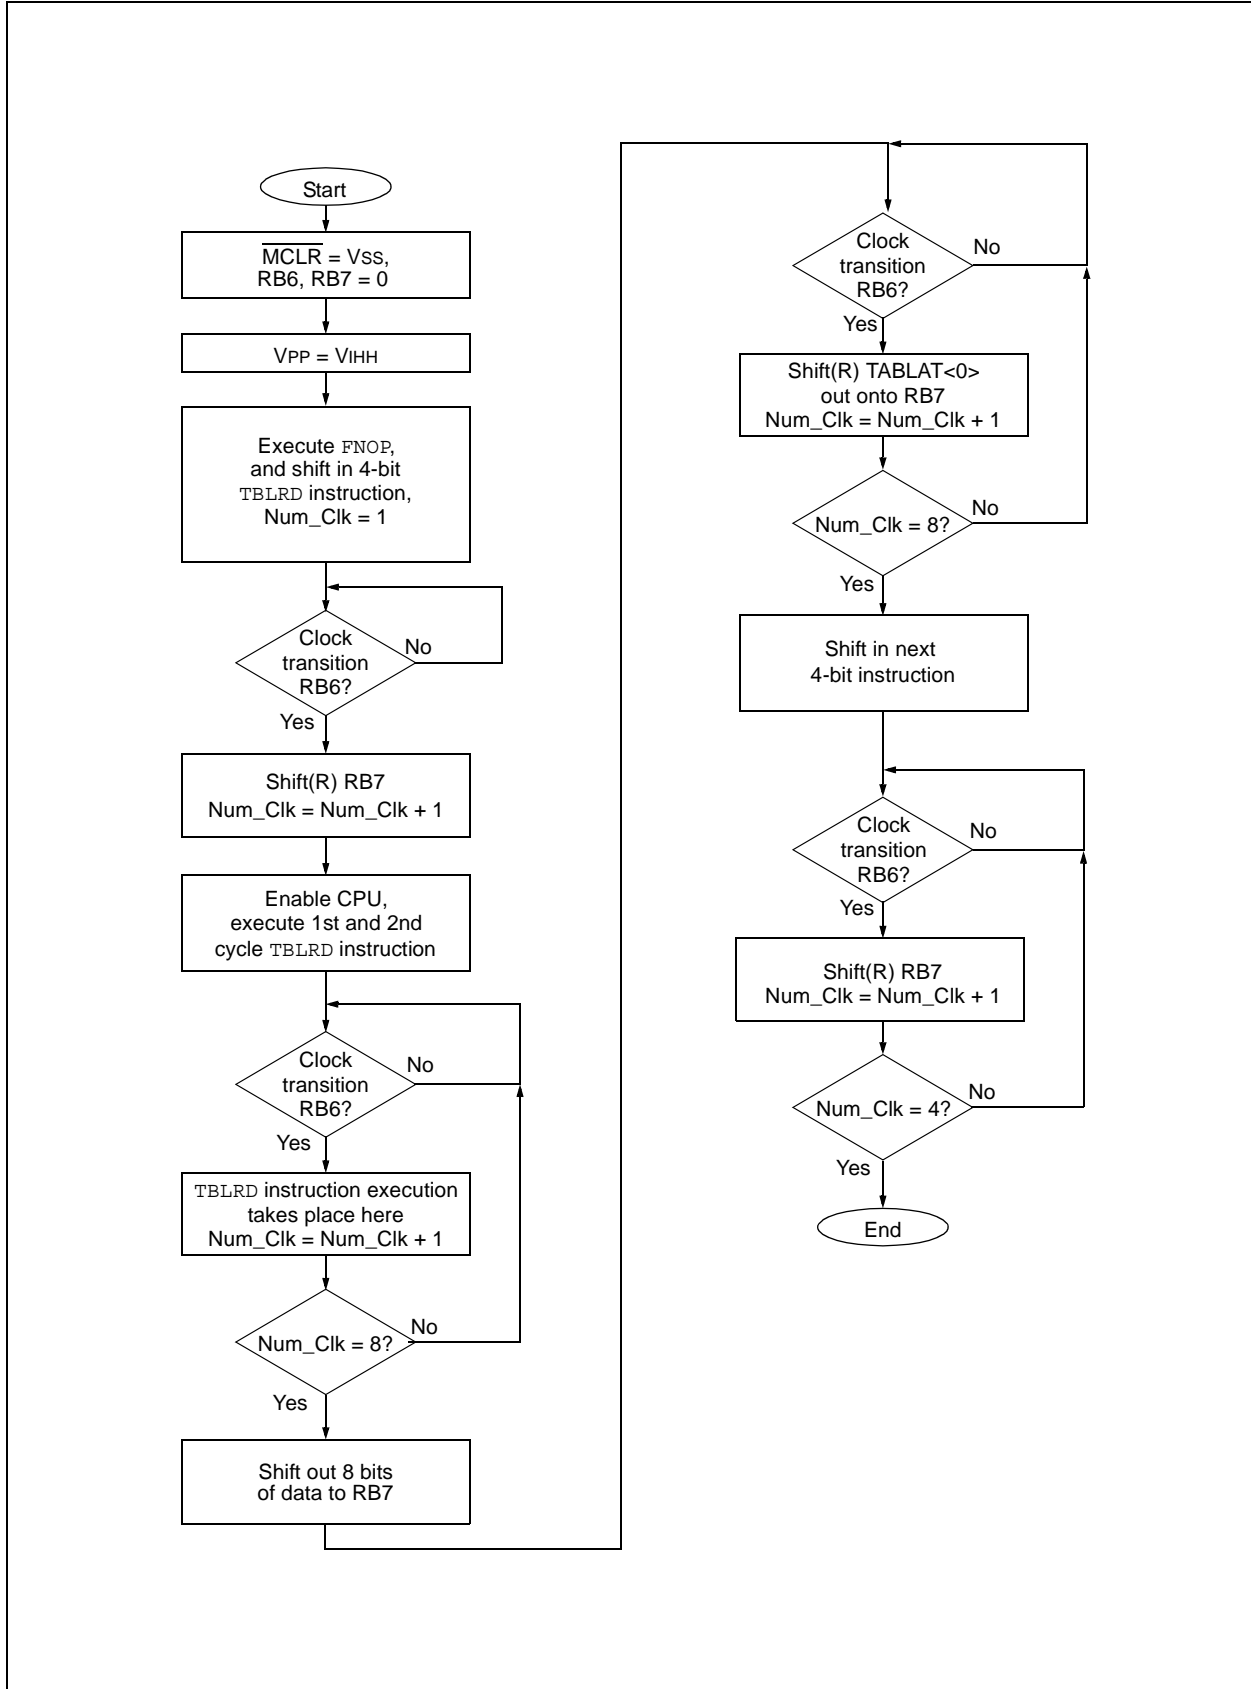 Start
MCLR = VSS,
RB6, RB7 = 0
VPP = VIHH
Execute FNOP,
and shift in 4-bit
TBLRD instruction,
Num_Clk = 1
Clock
transition
RB6?
No
Yes
Shift(R) RB7
Num_Clk = Num_Clk + 1
Enable CPU,
execute 1st and 2nd
cycle TBLRD instruction
Clock
transition
RB6?
No
Yes
TBLRD instruction execution
takes place here
Num_Clk = Num_Clk + 1
Num_Clk = 8?
No
Yes
Shift out 8 bits
of data to RB7
Clock
transition
RB6?
No
Yes
Shift(R) TABLAT<0>
out onto RB7
Num_Clk = Num_Clk + 1
Num_Clk = 8?
No
Yes
Shift in next
4-bit instruction
Clock
transition
RB6?
No
Yes
Shift(R) RB7
Num_Clk = Num_Clk + 1
Num_Clk = 4?
No
Yes
End